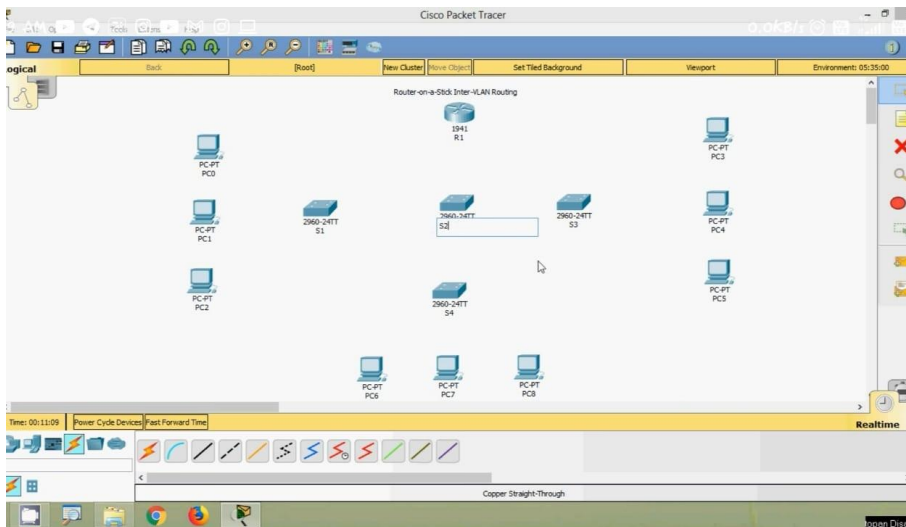 Cisco Packet Tracer
AM
Tools
0.0KB/s
Logical
Back
[Root]
New Cluster
Move Object
Set Tiled Background
Viewport
Environment: 05:35:00
Router-on-a-Stick Inter-VLAN Routing
1941
R1
PC-PT
PC0
PC-PT
PC3
PC-PT
PC1
2960-24TT
S1
2960-24TT
S2
2960-24TT
S3
PC-PT
PC4
PC-PT
PC2
2960-24TT
S4
PC-PT
PC5
PC-PT
PC6
PC-PT
PC7
PC-PT
PC8
Time: 00:11:09
Power Cycle Devices
Fast Forward Time
Realtime
Copper Straight-Through